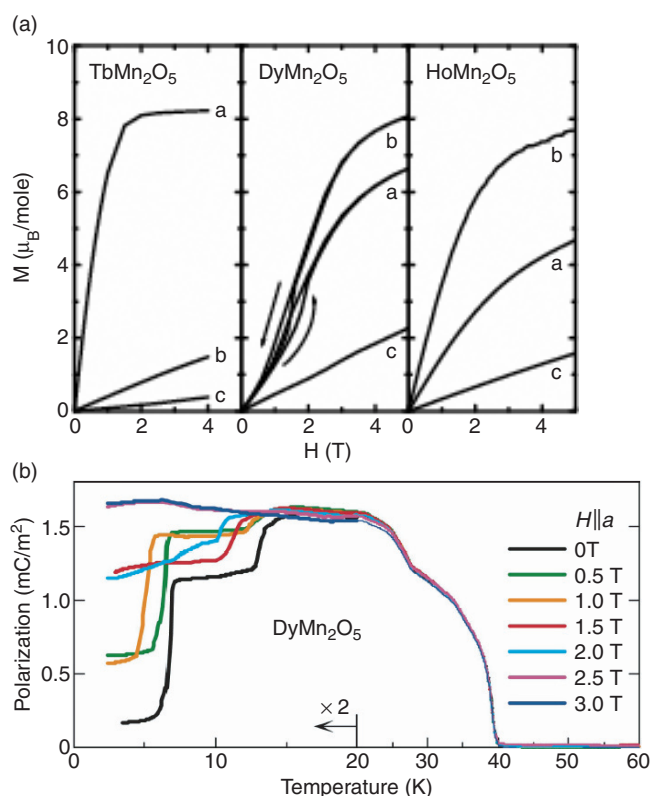 (a)
10
8
6
4
2
0
M (μB/mole)
TbMn2O5
a
b
c
DyMn2O5
b
a
c
HoMn2O5
b
a
c
0 2 4 0 2 4 0 2 4
H (T)
(b)
1.5
1.0
0.5
0
Polarization (mC/m2)
DyMn2O5
× 2
H||a
0T
0.5 T
1.0 T
1.5 T
2.0 T
2.5 T
3.0 T
0 5 10 20 30 40 50 60
Temperature (K)